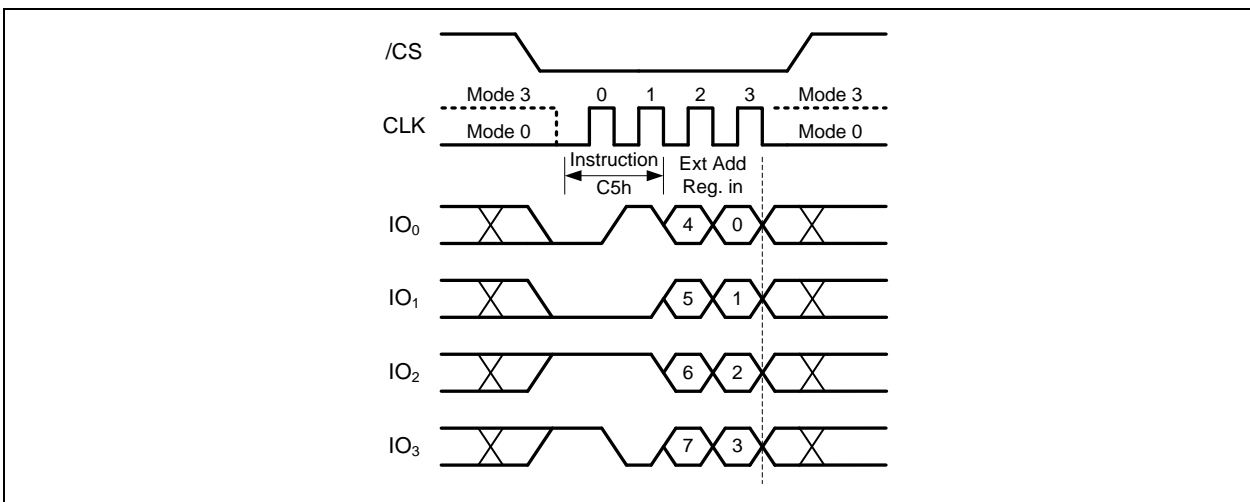 /CS
Mode 3 0 1 2 3 Mode 3
CLK
Mode 0 Mode 0
Instruction Ext Add
C5h Reg. in
IO₀ 4 0
IO₁ 5 1
IO₂ 6 2
IO₃ 7 3